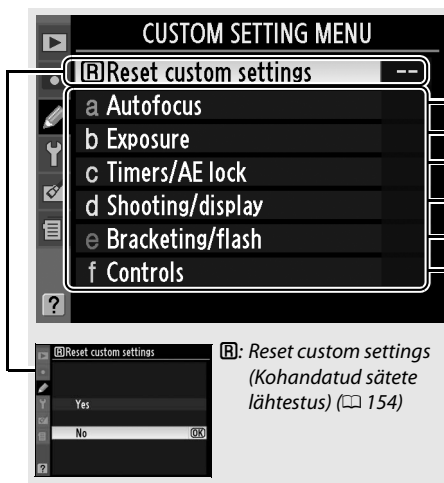 CUSTOM SETTING MENU
R Reset custom settings --
a Autofocus
b Exposure
c Timers/AE lock
d Shooting/display
e Bracketing/flash
f Controls
?
R Reset custom settings
Yes
No OK
?
R: Reset custom settings
(Kohandatud sätete
lähtestus) (📖 154)